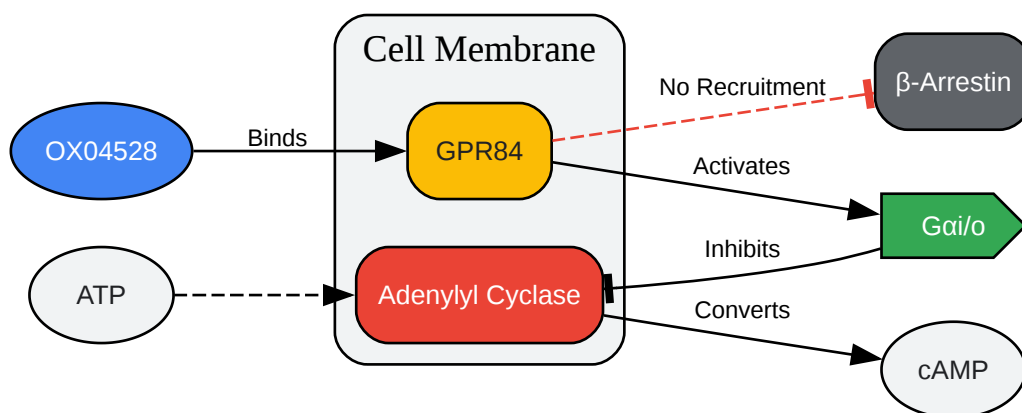 Cell Membrane
No Recruitment
β-Arrestin
OX04528
Binds
GPR84
Activates
Gαi/o
Inhibits
ATP
Adenylyl Cyclase
Converts
cAMP